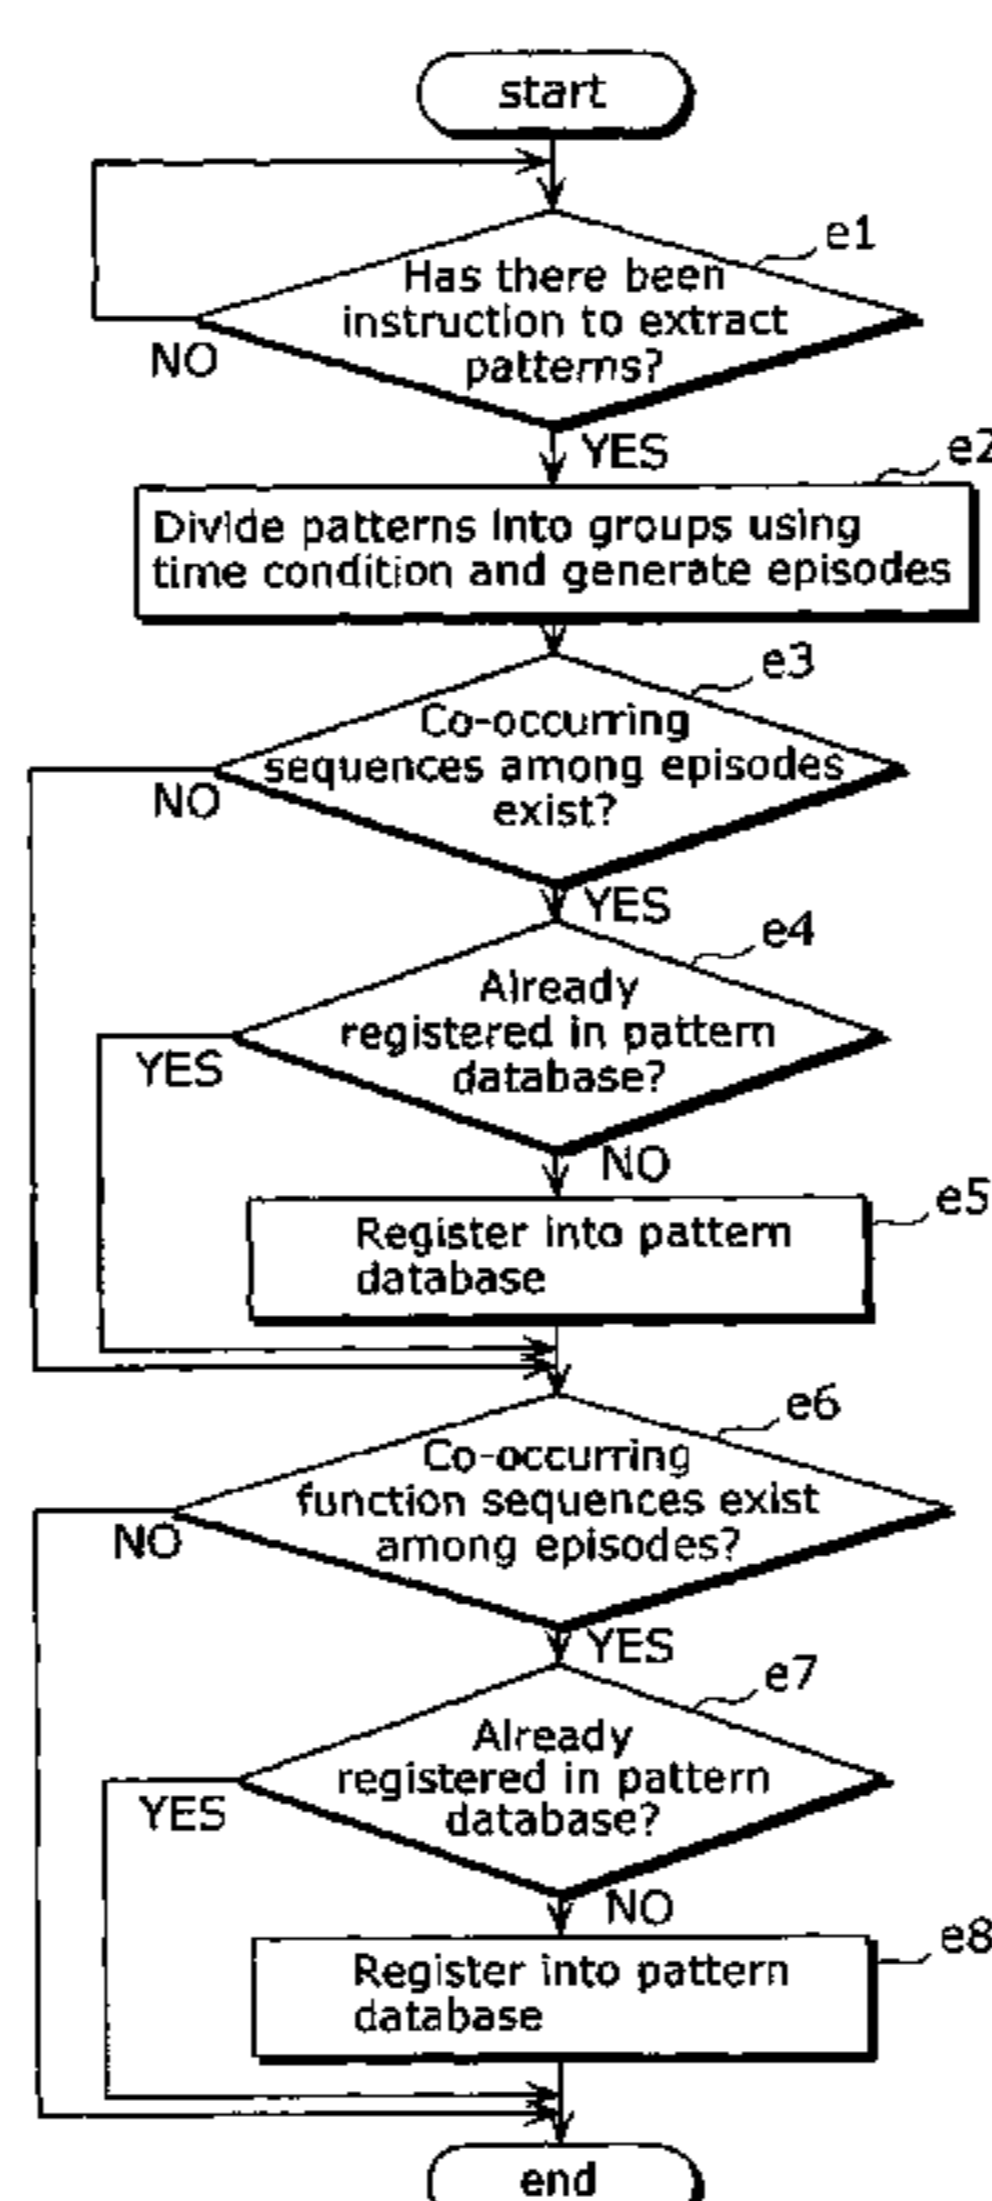 start
e1
Has there been
instruction to extract
patterns?
NO
YES
e2
Divide patterns into groups using
time condition and generate episodes
e3
Co-occurring
sequences among episodes
exist?
NO
YES
e4
Already
registered in pattern
database?
YES
NO
e5
Register into pattern
database
e6
Co-occurring
function sequences exist
among episodes?
NO
YES
e7
Already
registered in pattern
database?
YES
NO
e8
Register into pattern
database
end